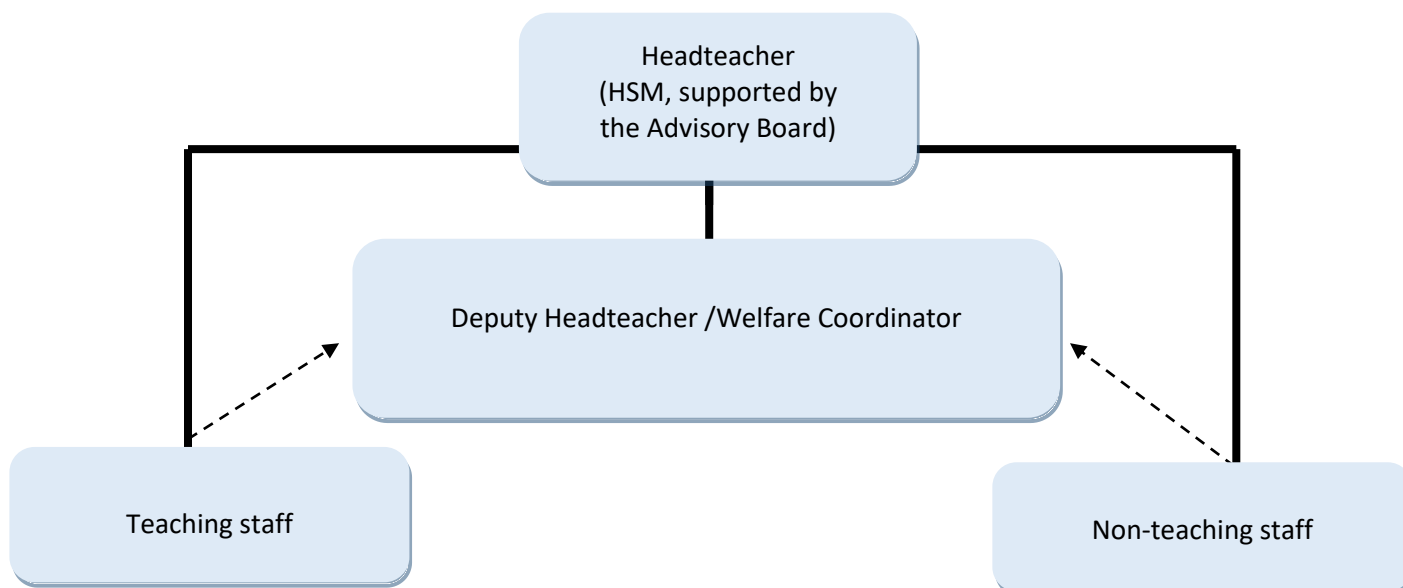 Headteacher
(HSM, supported by
the Advisory Board)
Deputy Headteacher /Welfare Coordinator
Teaching staff
Non-teaching staff